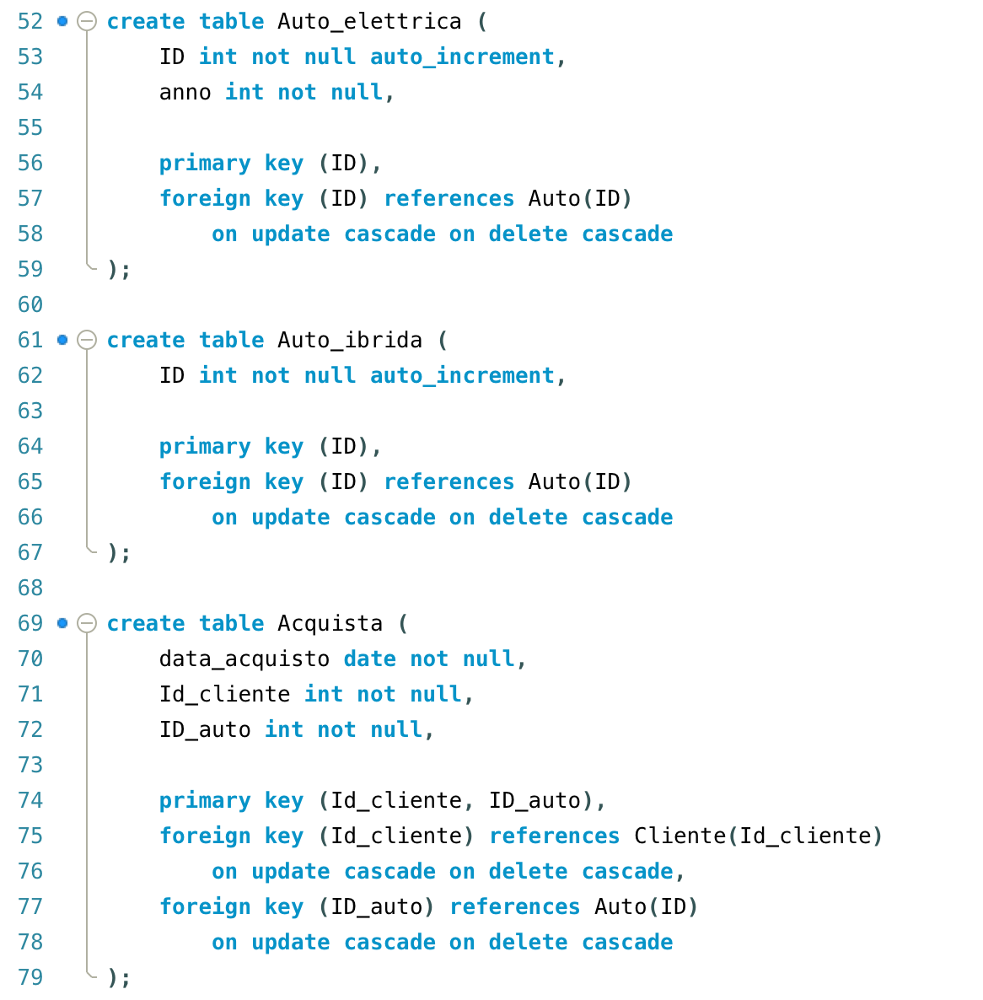 52 create table Auto_elettrica (
53     ID int not null auto_increment,
54     anno int not null,
55
56     primary key (ID),
57     foreign key (ID) references Auto(ID)
58         on update cascade on delete cascade
59 );
60
61 create table Auto_ibrida (
62     ID int not null auto_increment,
63
64     primary key (ID),
65     foreign key (ID) references Auto(ID)
66         on update cascade on delete cascade
67 );
68
69 create table Acquista (
70     data_acquisto date not null,
71     Id_cliente int not null,
72     ID_auto int not null,
73
74     primary key (Id_cliente, ID_auto),
75     foreign key (Id_cliente) references Cliente(Id_cliente)
76         on update cascade on delete cascade,
77     foreign key (ID_auto) references Auto(ID)
78         on update cascade on delete cascade
79 );